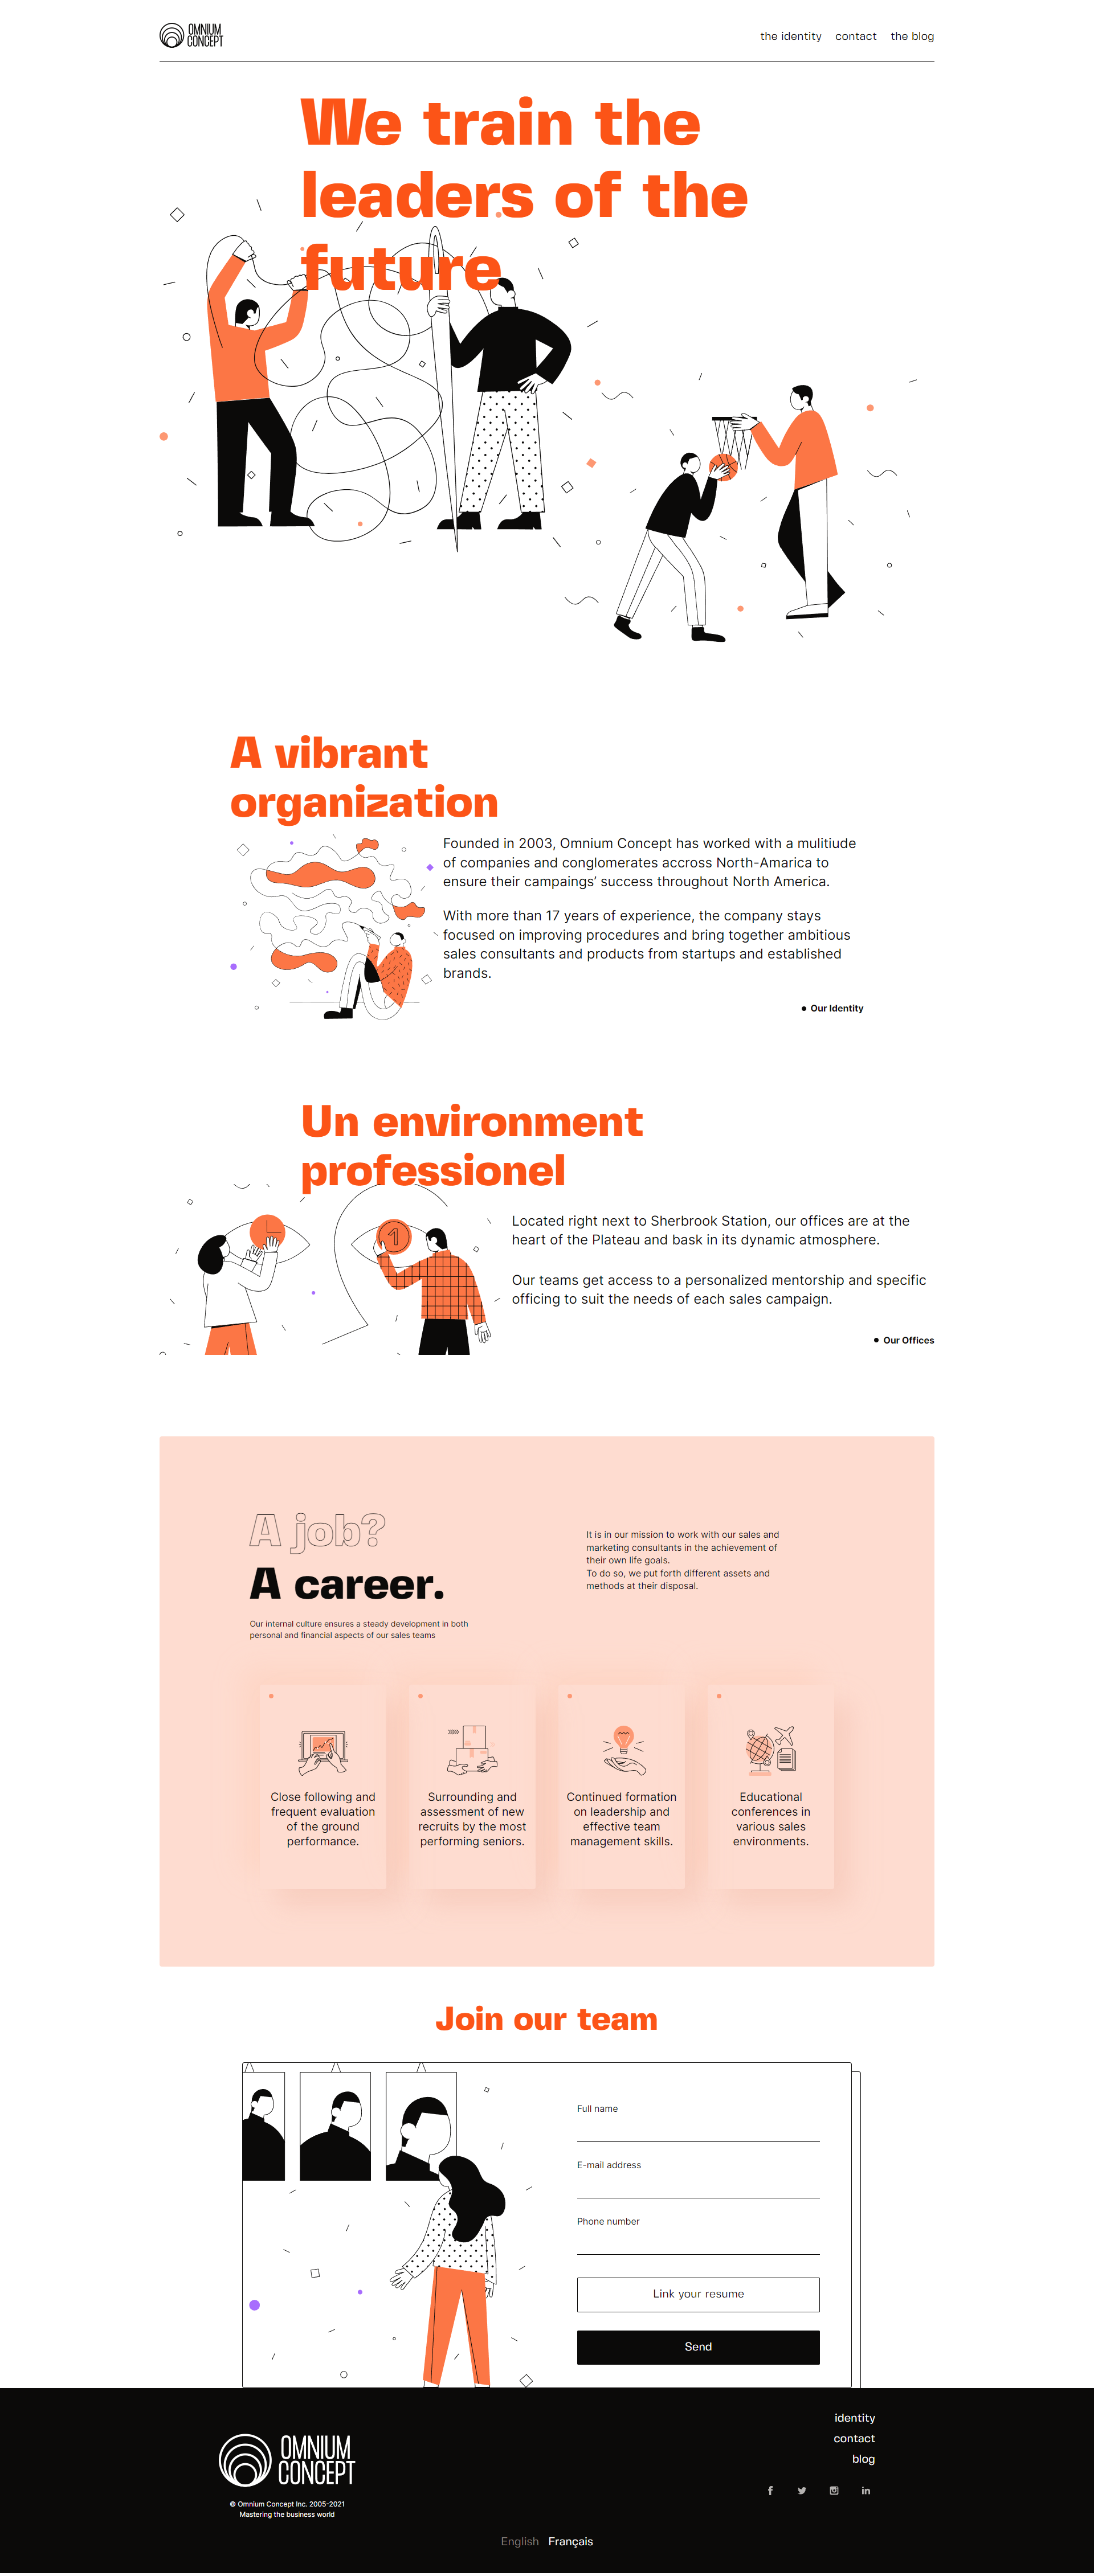 OMNIUM
CONCEPT
the identity contact the blog
We train the
leaders of the
future
A vibrant
organization
Founded in 2003, Omnium Concept has worked with a mulitiude
of companies and conglomerates accross North-Amarica to
ensure their campaings’ success throughout North America.
With more than 17 years of experience, the company stays
focused on improving procedures and bring together ambitious
sales consultants and products from startups and established
brands.
Our Identity
Un environment
professionel
1
Located right next to Sherbrook Station, our offices are at the
heart of the Plateau and bask in its dynamic atmosphere.
Our teams get access to a personalized mentorship and specific
officing to suit the needs of each sales campaign.
Our Offices
A job?
A career.
Our internal culture ensures a steady development in both
personal and financial aspects of our sales teams
It is in our mission to work with our sales and
marketing consultants in the achievement of
their own life goals.
To do so, we put forth different assets and
methods at their disposal.
Close following and
frequent evaluation
of the ground
performance.
Surrounding and
assessment of new
recruits by the most
performing seniors.
Continued formation
on leadership and
effective team
management skills.
Educational
conferences in
various sales
environments.
Join our team
Full name
E-mail address
Phone number
Link your resume
Send
OMNIUM
CONCEPT
© Omnium Concept Inc. 2005-2021
Mastering the business world
identity
contact
blog
English Français